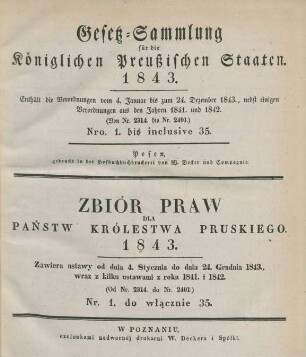 Gesetz-Sammlung
für die
Königlichen Preußischen Staaten.
1843.
Enthält die Verordnungen vom 4. Januar bis zum 24. Dezember 1843., nebst einigen
Verordnungen aus den Jahren 1841. und 1842.
(Von Nr. 2314. bis Nr. 2401.)
Nro. 1. bis inclusive 35.
Posen,
gedruckt in der Hofbuchdruckerei von W. Decker und Compagnie.
ZBIÓR PRAW
DLA
PAŃSTW KRÓLESTWA PRUSKIEGO.
1843.
Zawiera ustawy od dnia 4. Stycznia do dnia 24. Grudnia 1843.,
wraz z kilku ustawami z roku 1841. i 1842.
(Od Nr. 2314. do Nr. 2401.)
Nr. 1. do włącznie 35.
W POZNANIU,
czcionkami nadwornéj drukarni W. Deckera i Spółki.